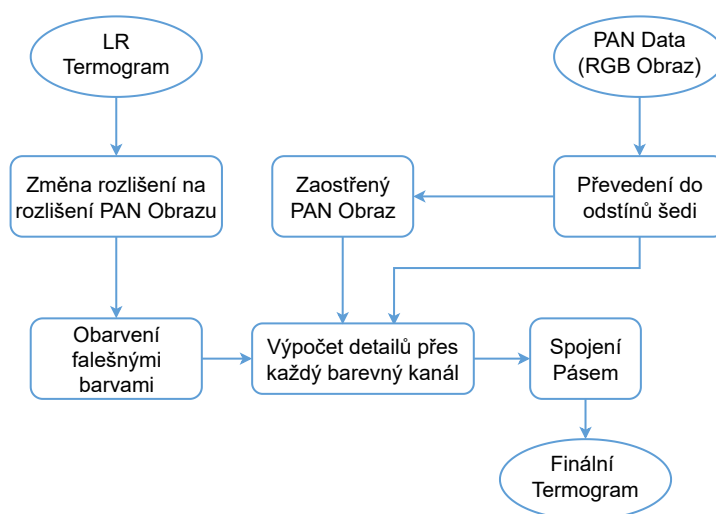 LR
Termogram
PAN Data
(RGB Obraz)
Změna rozlišení na
rozlišení PAN Obrazu
Zaostřený
PAN Obraz
Převedení do
odstínů šedi
Obarvení
falešnými
barvami
Výpočet detailů přes
každý barevný kanál
Spojení
Pásem
Finální
Termogram